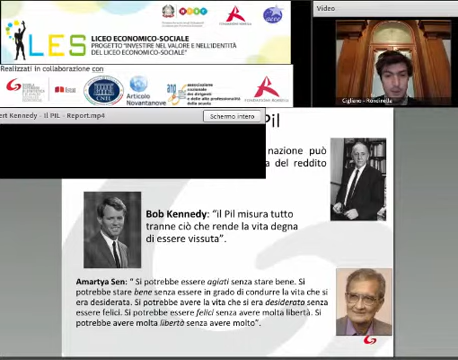 LES
LICEO ECONOMICO-SOCIALE
PROGETTO "INVESTIRE NEL VALORE E NELL'IDENTITÀ
DEL LICEO ECONOMICO-SOCIALE"
Video
Realizzati in collaborazione con
Articolo
Novantanove
anp
ert Kennedy - Il PIL - Report.mp4
Schermo intero
Pil
nazione può
a del reddito
Bob Kennedy: "il Pil misura tutto
tranne ciò che rende la vita degna
di essere vissuta".
Amartya Sen: " Si potrebbe essere agiati senza stare bene. Si
potrebbe stare bene senza essere in grado di condurre la vita che si
era desiderata. Si potrebbe avere la vita che si era desiderato senza
essere felici. Si potrebbe essere felici senza avere molta libertà. Si
potrebbe avere molta libertà senza avere molto".